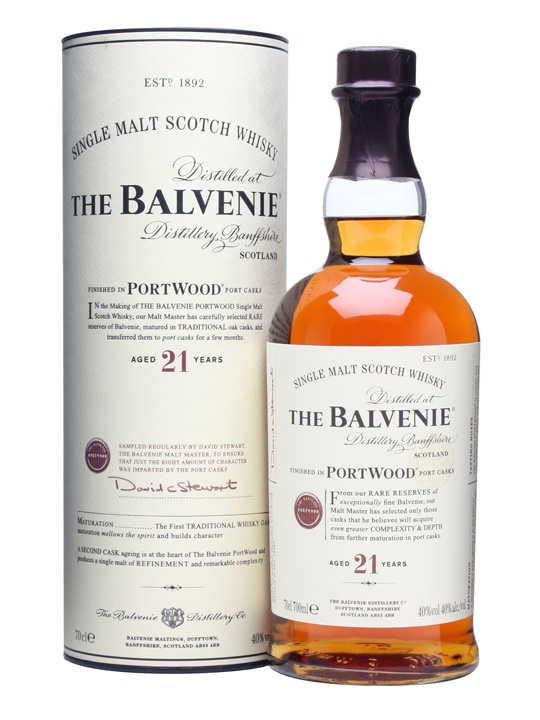 ESTD 1892
SINGLE MALT SCOTCH WHISKY
Distilled at
THE BALVENIE®
Distillery, Banffshire
SCOTLAND
FINISHED IN PORTWOOD® PORT CASKS
IN the Making of THE BALVENIE PORTWOOD Single Malt
Scotch Whisky, our Malt Master has carefully selected RARE
reserves of Balvenie, matured in TRADITIONAL oak casks, and
transferred them to port casks for a few months.
AGED 21 YEARS
PORTWOOD
SAMPLED REGULARLY BY DAVID STEWART,
THE BALVENIE MALT MASTER, TO ENSURE
THAT JUST THE RIGHT AMOUNT OF CHARACTER
WAS IMPARTED BY THE PORT CASKS
David C Stewart
MATURATION .............. The First TRADITIONAL WHISKY OAK
maturation mellows the spirit and builds character
A SECOND CASK ageing is at the heart of The Balvenie PortWood and
produces a single malt of REFINEMENT and remarkable complexity
The Balvenie Distillery Co.
70cl e
BALVENIE MALTINGS, DUFFTOWN,
BANFFSHIRE, SCOTLAND AB55 4BB
40%
ESTD 1892
SINGLE MALT SCOTCH WHISKY
Distilled at
THE BALVENIE®
Distillery, Banffshire
SCOTLAND
FINISHED IN PORTWOOD® PORT CASKS
From our RARE RESERVES of
exceptionally fine Balvenie, our
Malt Master has selected only those
casks that he believes will acquire
even greater COMPLEXITY & DEPTH
from further maturation in port casks.
PORTWOOD
AGED 21 YEARS
70cl 700ml e
THE BALVENIE DISTILLERY CO
DUFFTOWN, BANFFSHIRE
SCOTLAND AB55 4BB
40%vol 40%alc./vol.
David C Stewart
TASTING NOTES
MATURATION